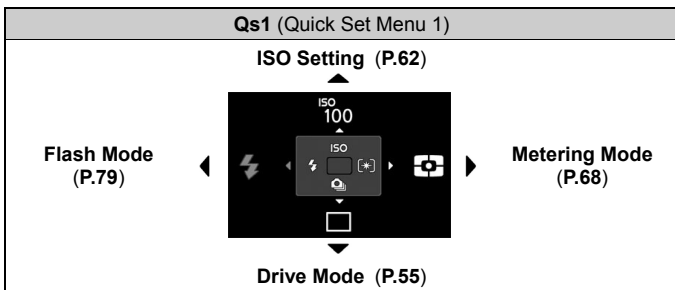 Qs1 (Quick Set Menu 1)
ISO Setting (P.62)
ISO
100
ISO
Flash Mode
(P.79)
Metering Mode
(P.68)
Drive Mode (P.55)